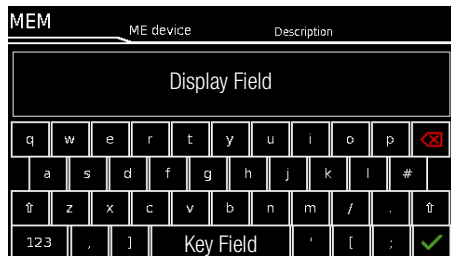 MEM
ME device Description
Display Field
q w e r t y u i o p
a s d f g h j k l #
⇧ z x c v b n m / . ⇧
123 , ] Key Field ' [ ;